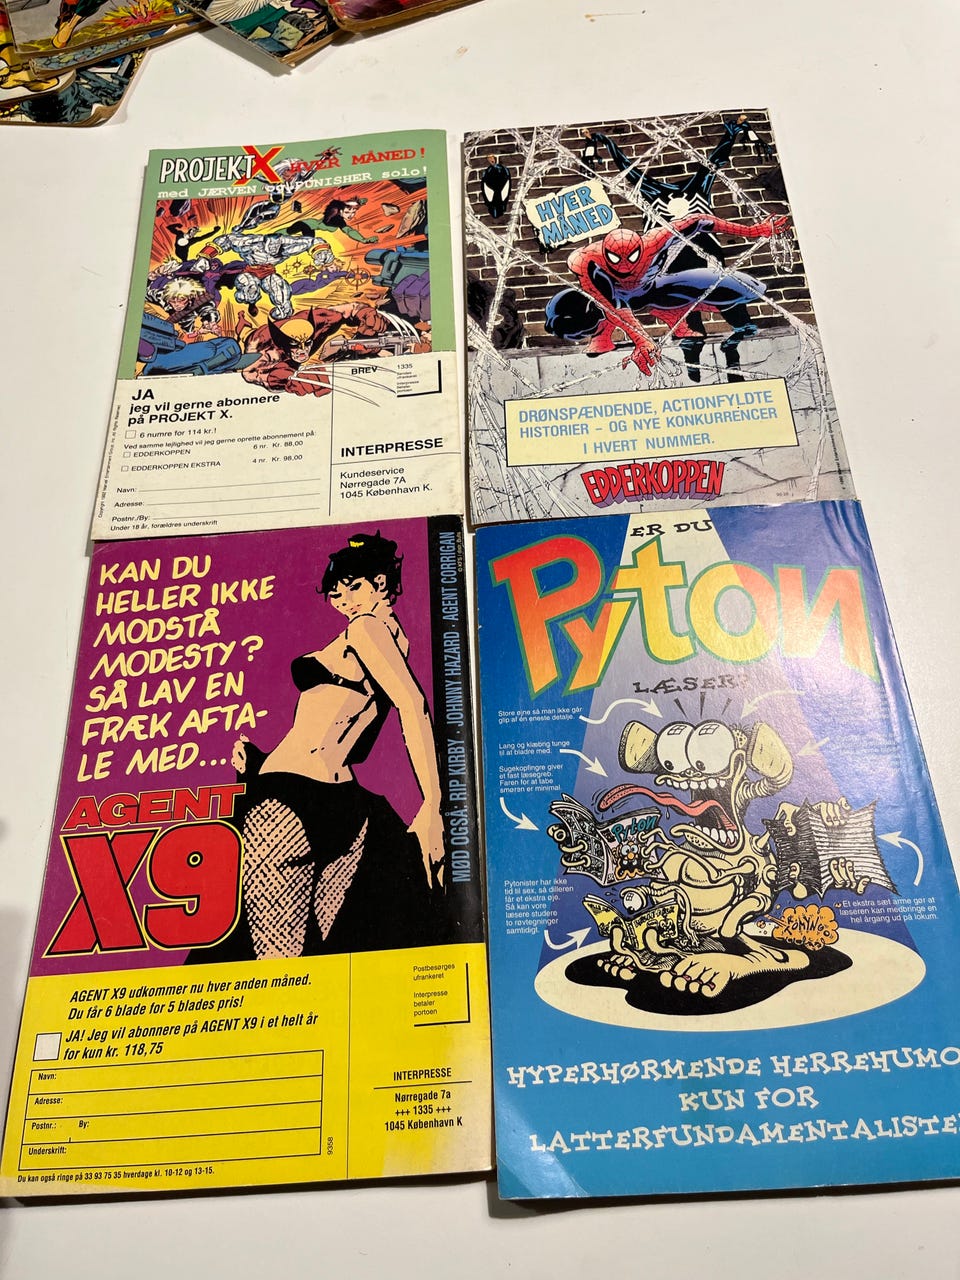 PROJEKT X HVER MÅNED!
med JÆRVEN og PUNISHER solo!
BREV
1335
Sendes
ufrankeret
Interpresse
betaler
portoen
JA
jeg vil gerne abonnere
på PROJEKT X.
6 numre for 114 kr.!
Ved samme lejlighed vil jeg gerne oprette abonnement på:
EDDERKOPPEN 6 nr. Kr. 88,00
EDDERKOPPEN EKSTRA 4 nr. Kr. 98,00
Navn:
Adresse:
Postnr./By:
Under 18 år, forældres underskrift
INTERPRESSE
Kundeservice
Nørregade 7A
1045 København K.
HVER
MÅNED
DRØNSPÆNDENDE, ACTIONFYLDTE
HISTORIER - OG NYE KONKURRENCER
I HVERT NUMMER.
EDDERKOPPEN
KAN DU
HELLER IKKE
MODSTÅ
MODESTY?
SÅ LAV EN
FRÆK AFTA-
LE MED...
AGENT
X9
MØD OGSÅ: RIP KIRBY · JOHNNY HAZARD · AGENT CORRIGAN
AGENT X9 udkommer nu hver anden måned.
Du får 6 blade for 5 blades pris!
JA! Jeg vil abonnere på AGENT X9 i et helt år
for kun kr. 118,75
Navn:
Adresse:
Postnr.: By:
Underskrift:
9358
Du kan også ringe på 33 93 75 35 hverdage kl. 10-12 og 13-15.
Postbesørges
ufrankeret
Interpresse
betaler
portoen
INTERPRESSE
Nørregade 7a
+++ 1335 +++
1045 København K
ER DU
Pyton
LÆSER?
Store øjne så man ikke går
glip af en eneste detalje.
Lang og klæbrig tunge
til at bladre med.
Sugekopfingre giver
et fast læsegreb.
Faren for at tabe
smøren er minimal.
Pyton
Pytonister har ikke
tid til sex, så dilleren
får et ekstra øje.
Så kan vore
læsere studere
to røvtegninger
samtidigt.
Et ekstra sæt arme gør at
læseren kan medbringe en
hel årgang ud på lokum.
HYPERHØRMENDE HERREHUMO
KUN FOR
LATTERFUNDAMENTALISTE